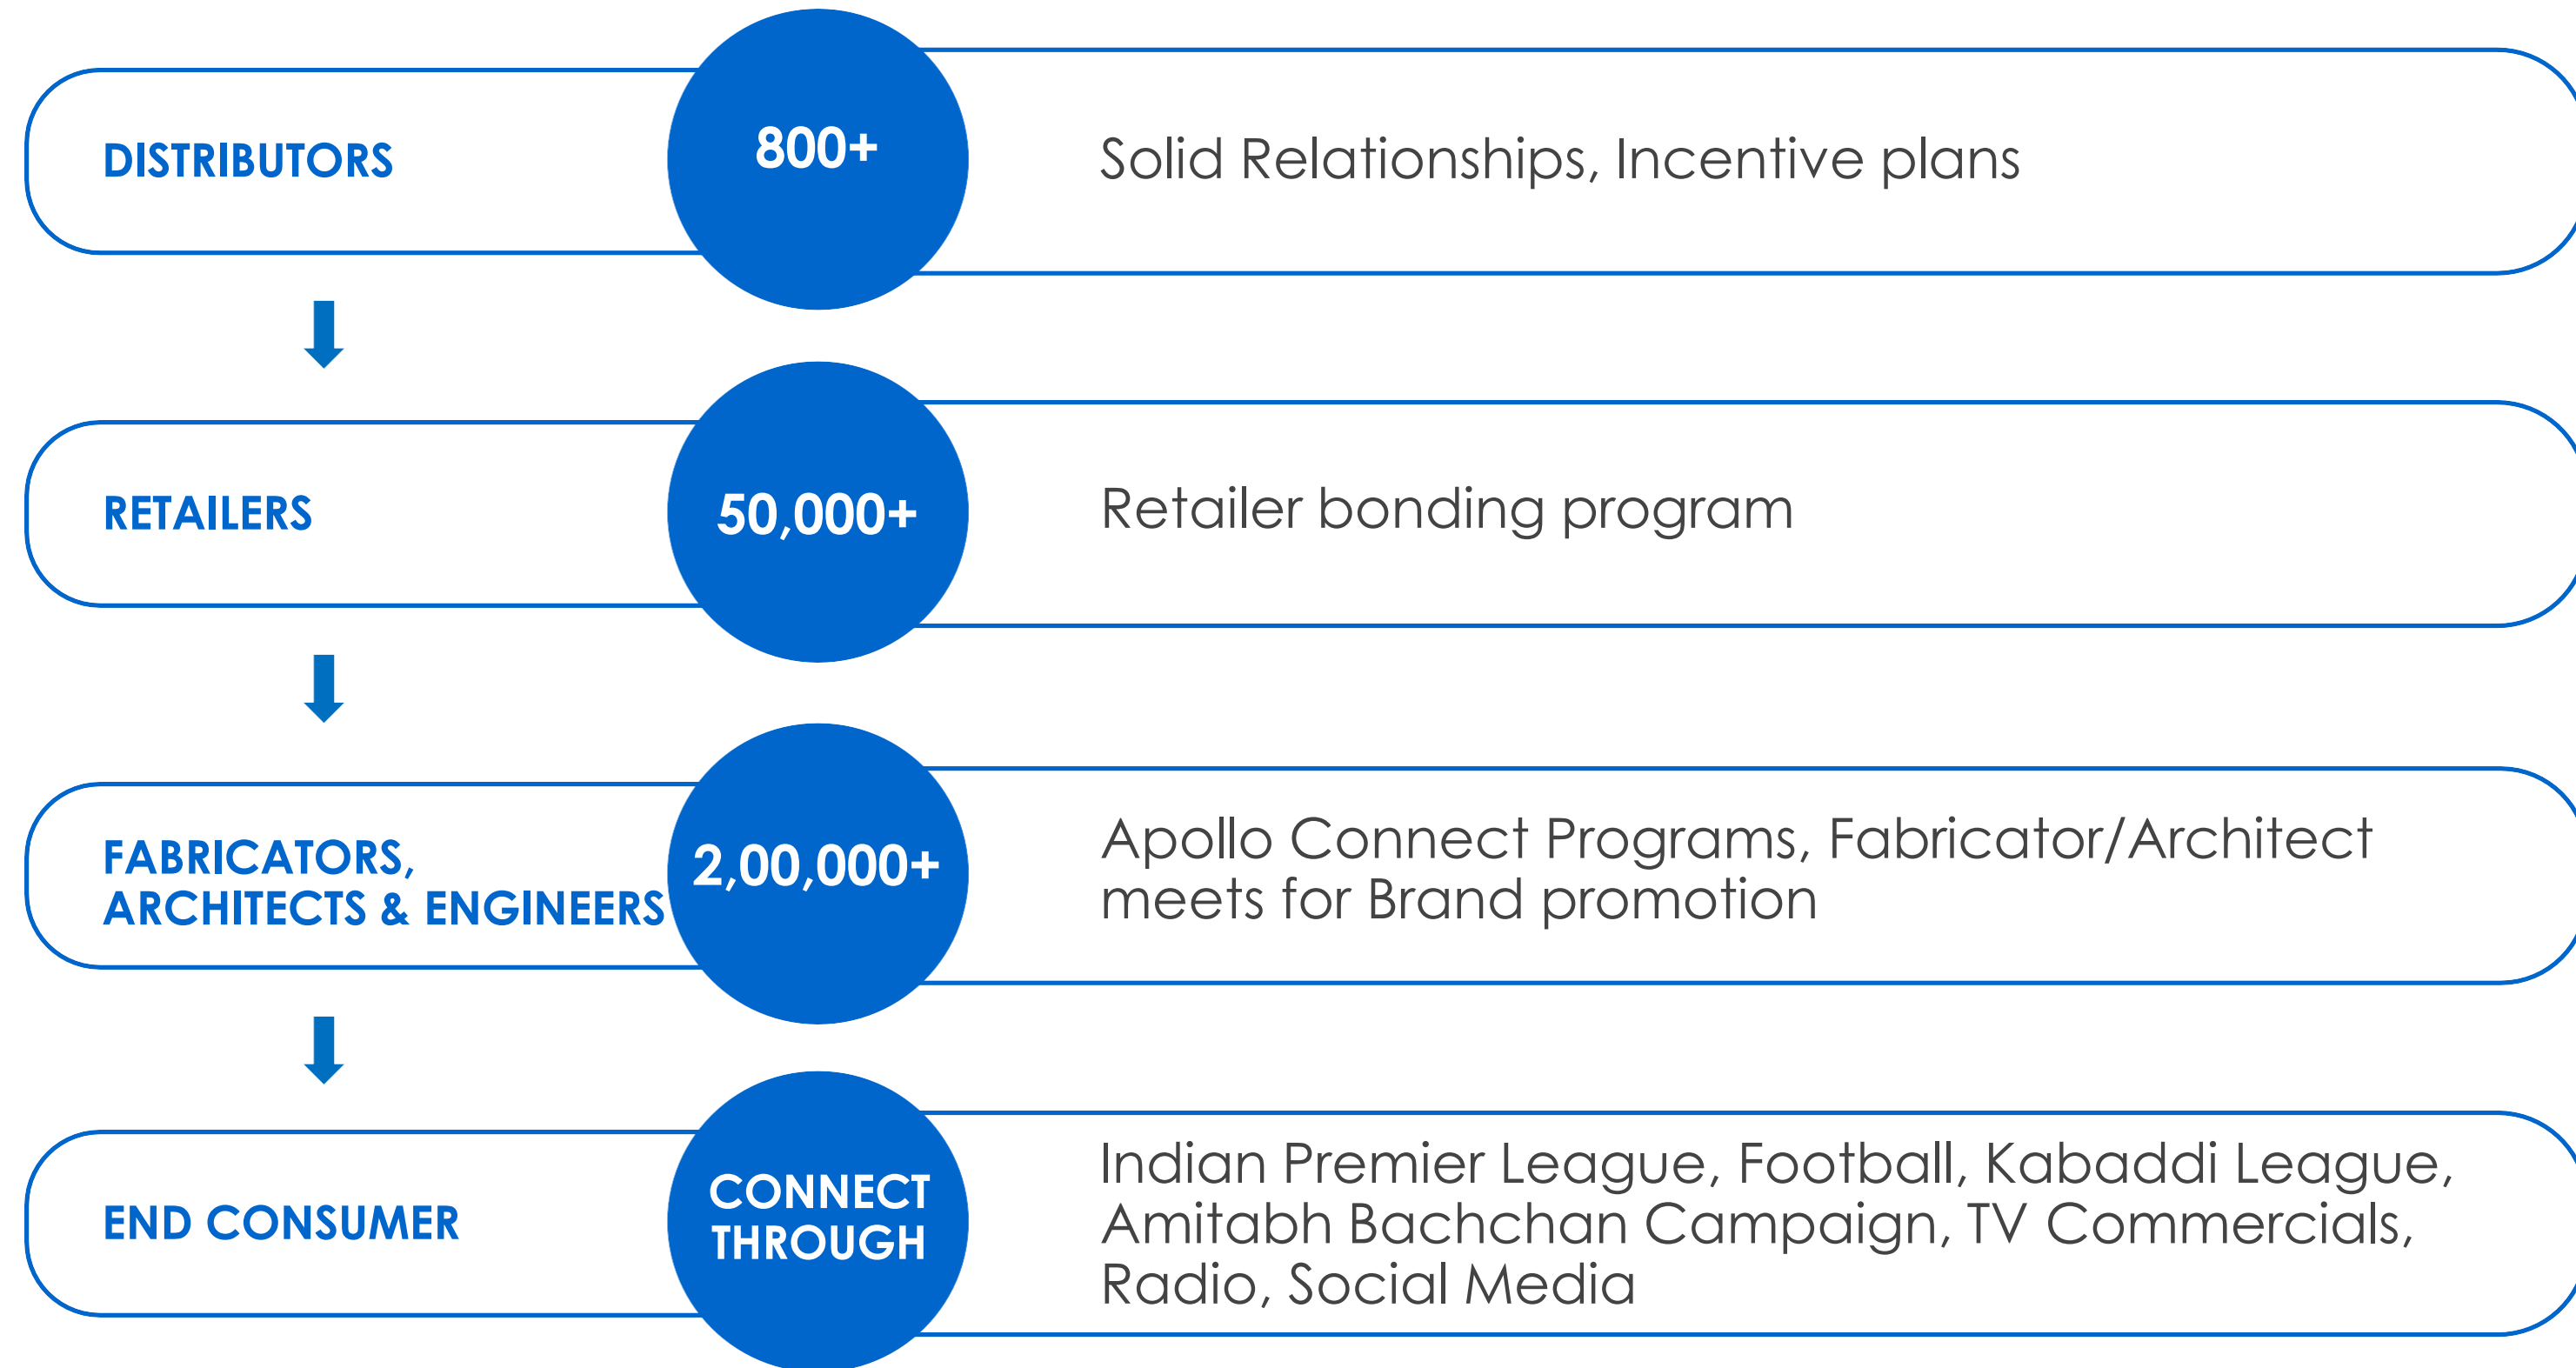 DISTRIBUTORS
800+
Solid Relationships, Incentive plans
RETAILERS
50,000+
Retailer bonding program
FABRICATORS,
ARCHITECTS & ENGINEERS
2,00,000+
Apollo Connect Programs, Fabricator/Architect
meets for Brand promotion
END CONSUMER
CONNECT
THROUGH
Indian Premier League, Football, Kabaddi League,
Amitabh Bachchan Campaign, TV Commercials,
Radio, Social Media